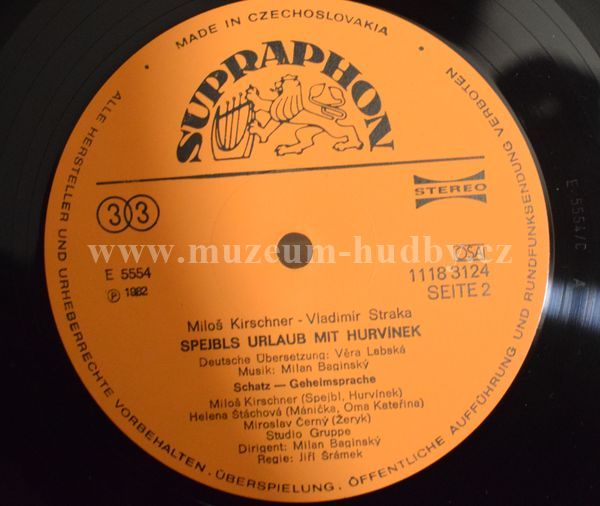 MADE IN CZECHOSLOVAKIA
ALLE HERSTELLER UND URHEBERRECHTE VORBEHALTEN . ÜBERSPIELUNG . ÖFFENTLICHE AUFFÜHRUNG UND RUNDFUNKSENDUNG VERBOTEN
SUPRAPHON
33
STEREO
www.muzeum-hudby.cz
E 5554
Ⓟ 1982
OSA
1118 3124
SEITE 2
Miloš Kirschner - Vladimír Straka
SPEJBLS URLAUB MIT HURVÍNEK
Deutsche Übersetzung: Věra Labská
Musik: Milan Baginský
Schatz — Geheimsprache
Miloš Kirschner (Spejbl, Hurvínek)
Helena Štáchová (Mánička, Oma Kateřina)
Miroslav Černý (Žeryk)
Studio Gruppe
Dirigent: Milan Baginský
Regie: Jiří Šrámek